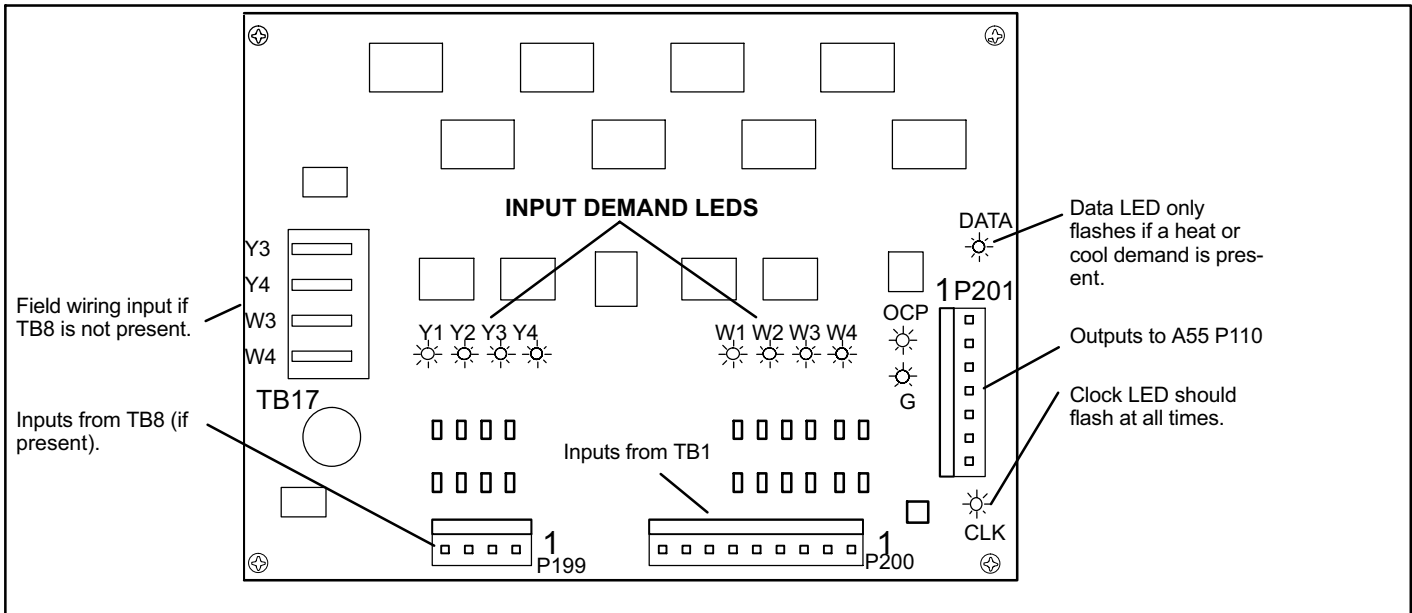 INPUT DEMAND LEDS
DATA
Data LED only
flashes if a heat or
cool demand is pres-
ent.
Y3
Y4
W3
W4
TB17
Field wiring input if
TB8 is not present.
1 P201
OCP
G
Y1 Y2 Y3 Y4
W1 W2 W3 W4
Outputs to A55 P110
Clock LED should
flash at all times.
Inputs from TB8 (if
present).
Inputs from TB1
CLK
1
P199
1
P200